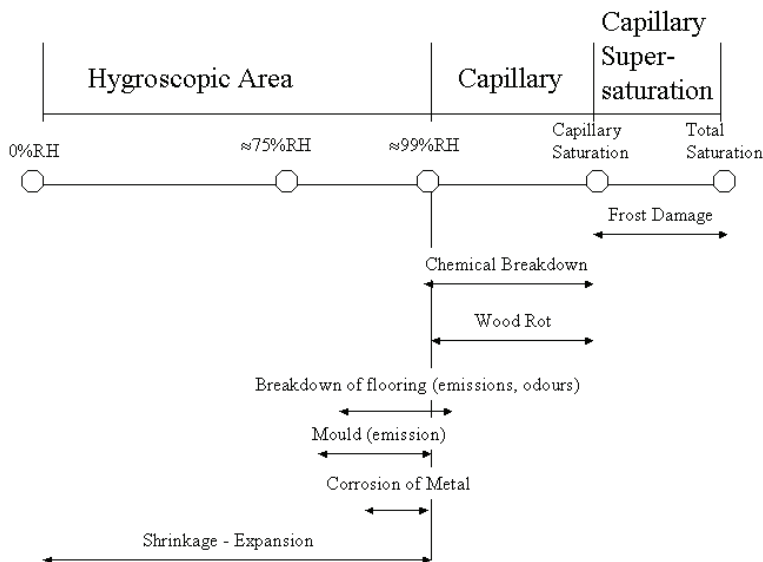 Capillary
Super-
saturation
Hygroscopic Area
Capillary
0%RH
≈75%RH
≈99%RH
Capillary
Saturation
Total
Saturation
Frost Damage
Chemical Breakdown
Wood Rot
Breakdown of flooring (emissions, odours)
Mould (emission)
Corrosion of Metal
Shrinkage - Expansion